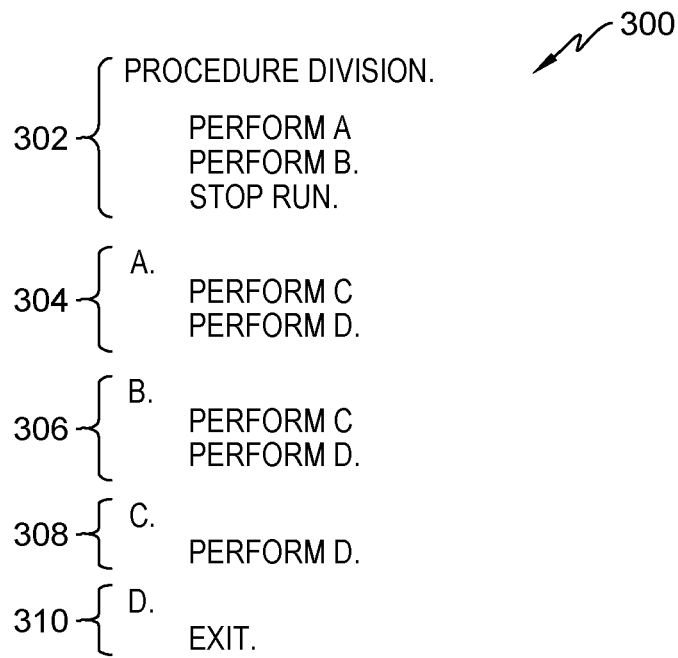 300
PROCEDURE DIVISION.
302
PERFORM A
PERFORM B.
STOP RUN.
304
A.
PERFORM C
PERFORM D.
306
B.
PERFORM C
PERFORM D.
308
C.
PERFORM D.
310
D.
EXIT.